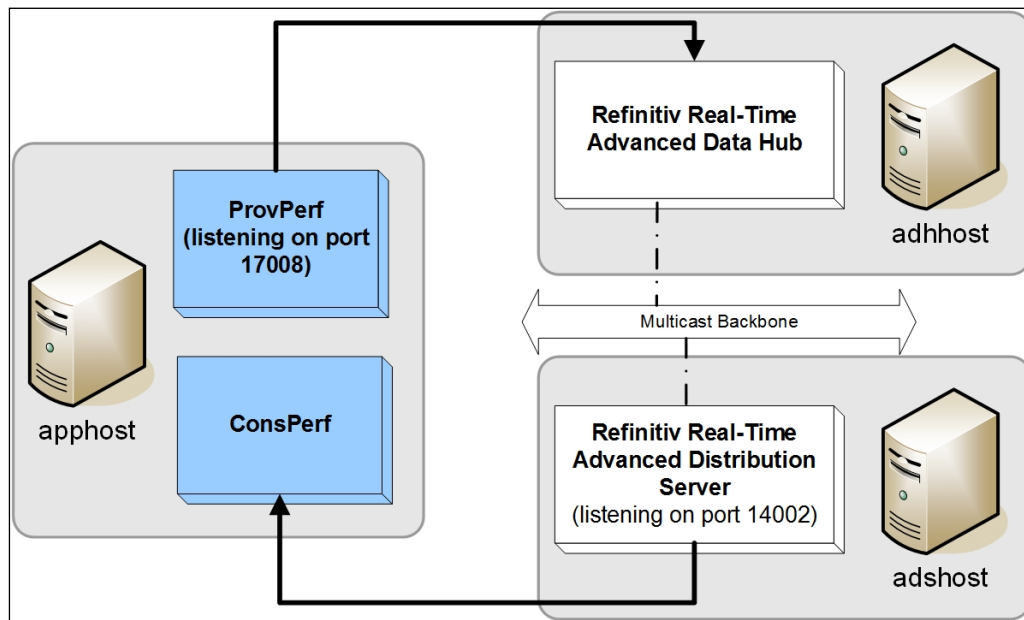 Refinitiv Real-Time
Advanced Data Hub
adhhost
ProvPerf
(listening on port
17008)
Multicast Backbone
ConsPerf
apphost
Refinitiv Real-Time
Advanced Distribution
Server
(listening on port 14002)
adshost